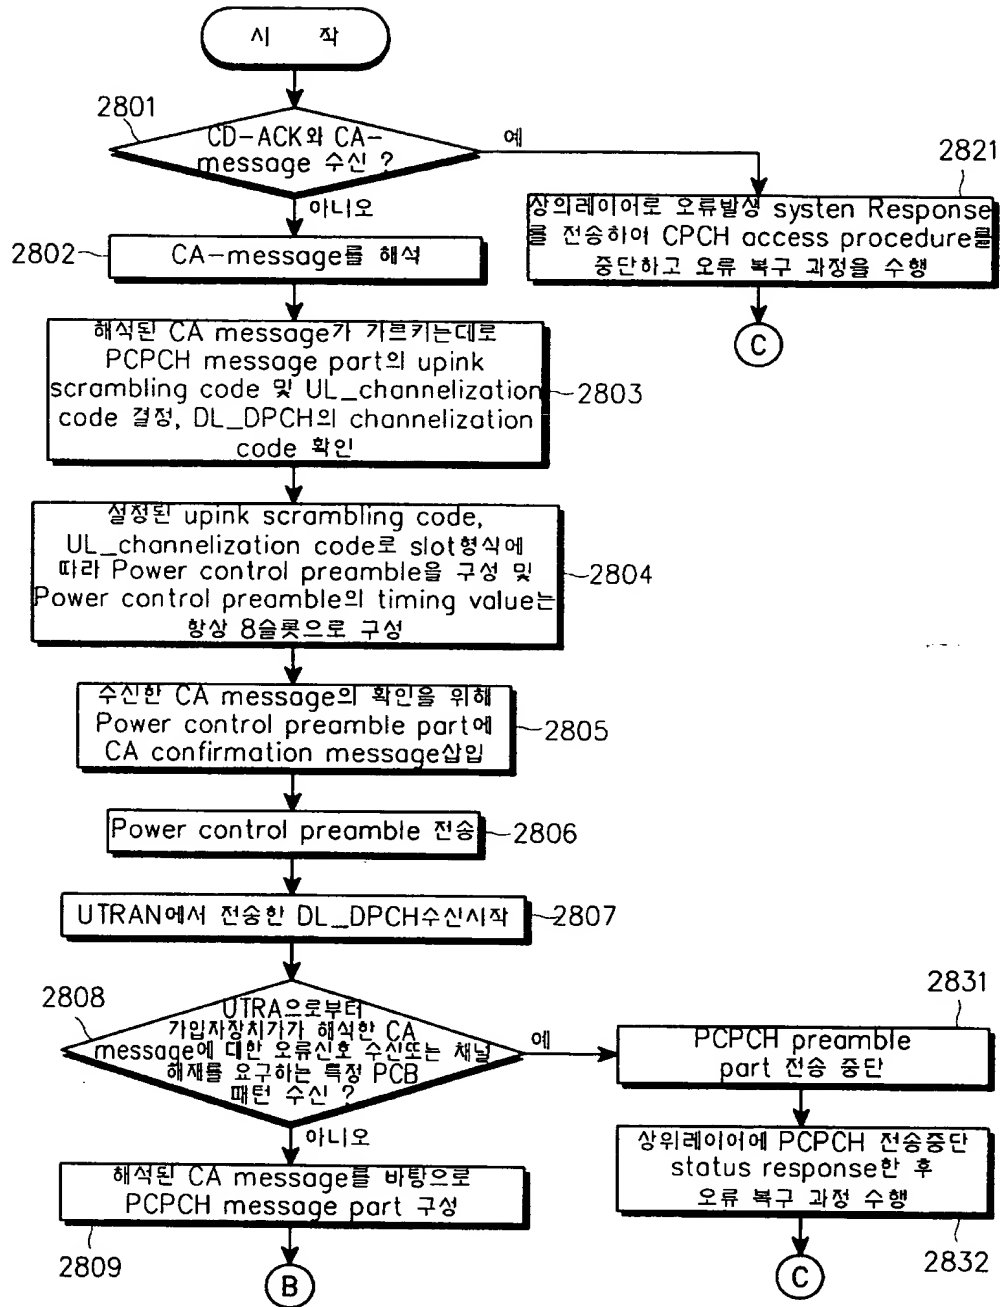 시 작
2801
CD-ACK와 CA-
message 수신 ?
예
아니오
2821
상의레이어로 오류발생 systen Response
를 전송하여 CPCH access procedure를
중단하고 오류 복구 과정을 수행
C
2802
CA-message를 해석
해석된 CA message가 가르키는데로
PCPCH message part의 upink
scrambling code 및 UL_channelization
code 결정, DL_DPCH의 channelization
code 확인
2803
설정된 upink scrambling code,
UL_channelization code로 slot형식에
따라 Power control preamble을 구성 및
Power control preamble의 timing value는
항상 8슬롯으로 구성
2804
수신한 CA message의 확인을 위해
Power control preamble part에
CA confirmation message삽입
2805
Power control preamble 전송
2806
UTRAN에서 전송한 DL_DPCH수신시작
2807
2808
UTRA으로부터
가입자장치가가 해석한 CA
message에 대한 오류신호 수신또는 채널
해재를 요구하는 특정 PCB
패턴 수신 ?
예
아니오
2831
PCPCH preamble
part 전송 중단
상위레이어에 PCPCH 전송중단
status response한 후
오류 복구 과정 수행
2832
C
해석된 CA message를 바탕으로
PCPCH message part 구성
2809
B